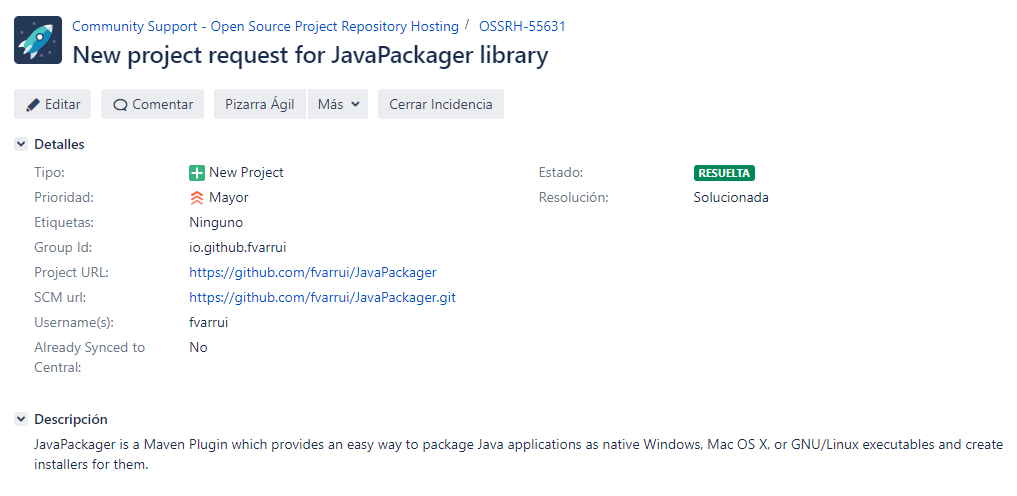 Community Support - Open Source Project Repository Hosting / OSSRH-55631
New project request for JavaPackager library
Editar Comentar Pizarra Ágil Más Cerrar Incidencia
Detalles
Tipo: New Project Estado: RESUELTA
Prioridad: Mayor Resolución: Solucionada
Etiquetas: Ninguno
Group Id: io.github.fvarrui
Project URL: https://github.com/fvarrui/JavaPackager
SCM url: https://github.com/fvarrui/JavaPackager.git
Username(s): fvarrui
Already Synced to No
Central:
Descripción
JavaPackager is a Maven Plugin which provides an easy way to package Java applications as native Windows, Mac OS X, or GNU/Linux executables and create
installers for them.